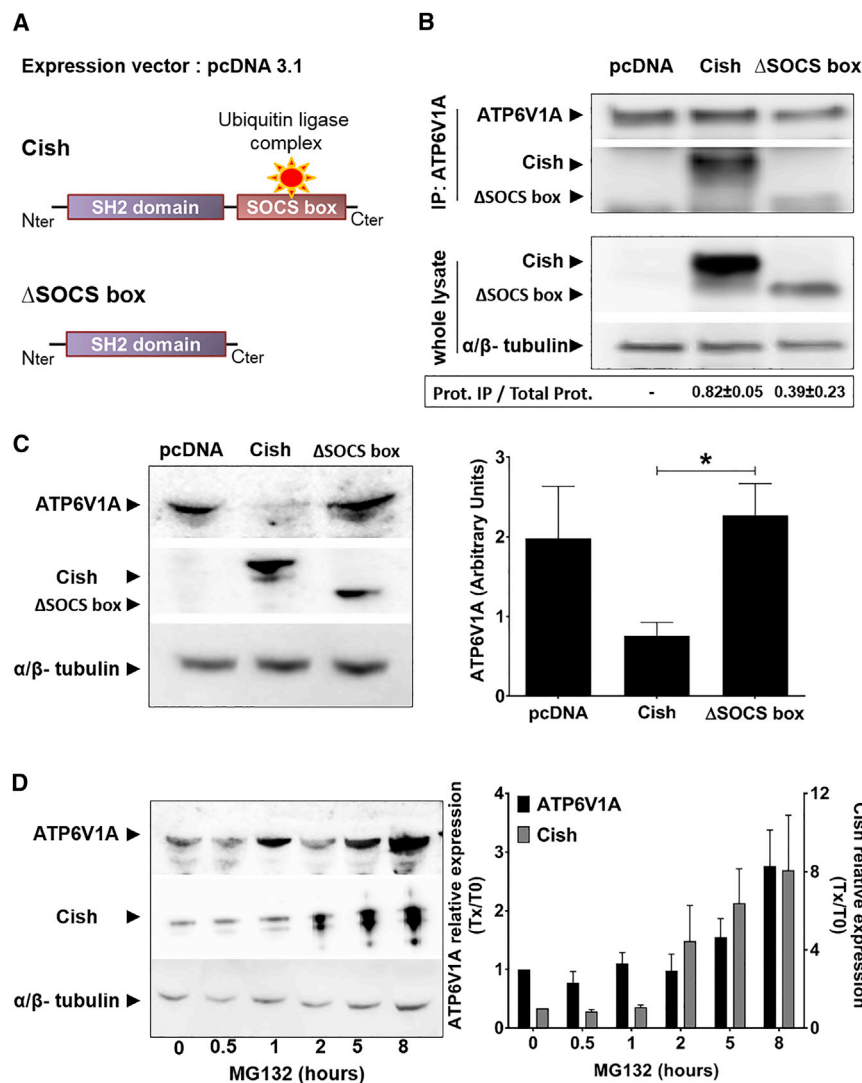 A
Expression vector : pcDNA 3.1
Ubiquitin ligase
complex
Cish
SH2 domain
SOCS box
Nter
Cter
ΔSOCS box
SH2 domain
Nter
Cter
B
pcDNA Cish ΔSOCS box
IP: ATP6V1A
ATP6V1A
Cish
ΔSOCS box
whole lysate
Cish
ΔSOCS box
α/β- tubulin
Prot. IP / Total Prot. - 0.82±0.05 0.39±0.23
C
pcDNA Cish ΔSOCS box
ATP6V1A
Cish
ΔSOCS box
α/β- tubulin
ATP6V1A (Arbitrary Units)
3
2
1
0
*
pcDNA Cish ΔSOCS box
D
ATP6V1A
Cish
α/β- tubulin
0 0.5 1 2 5 8
MG132 (hours)
ATP6V1A relative expression
(Tx/T0)
4
3
2
1
0
ATP6V1A
Cish
12
8
4
0
Cish relative expression
(Tx/T0)
0 0.5 1 2 5 8
MG132 (hours)